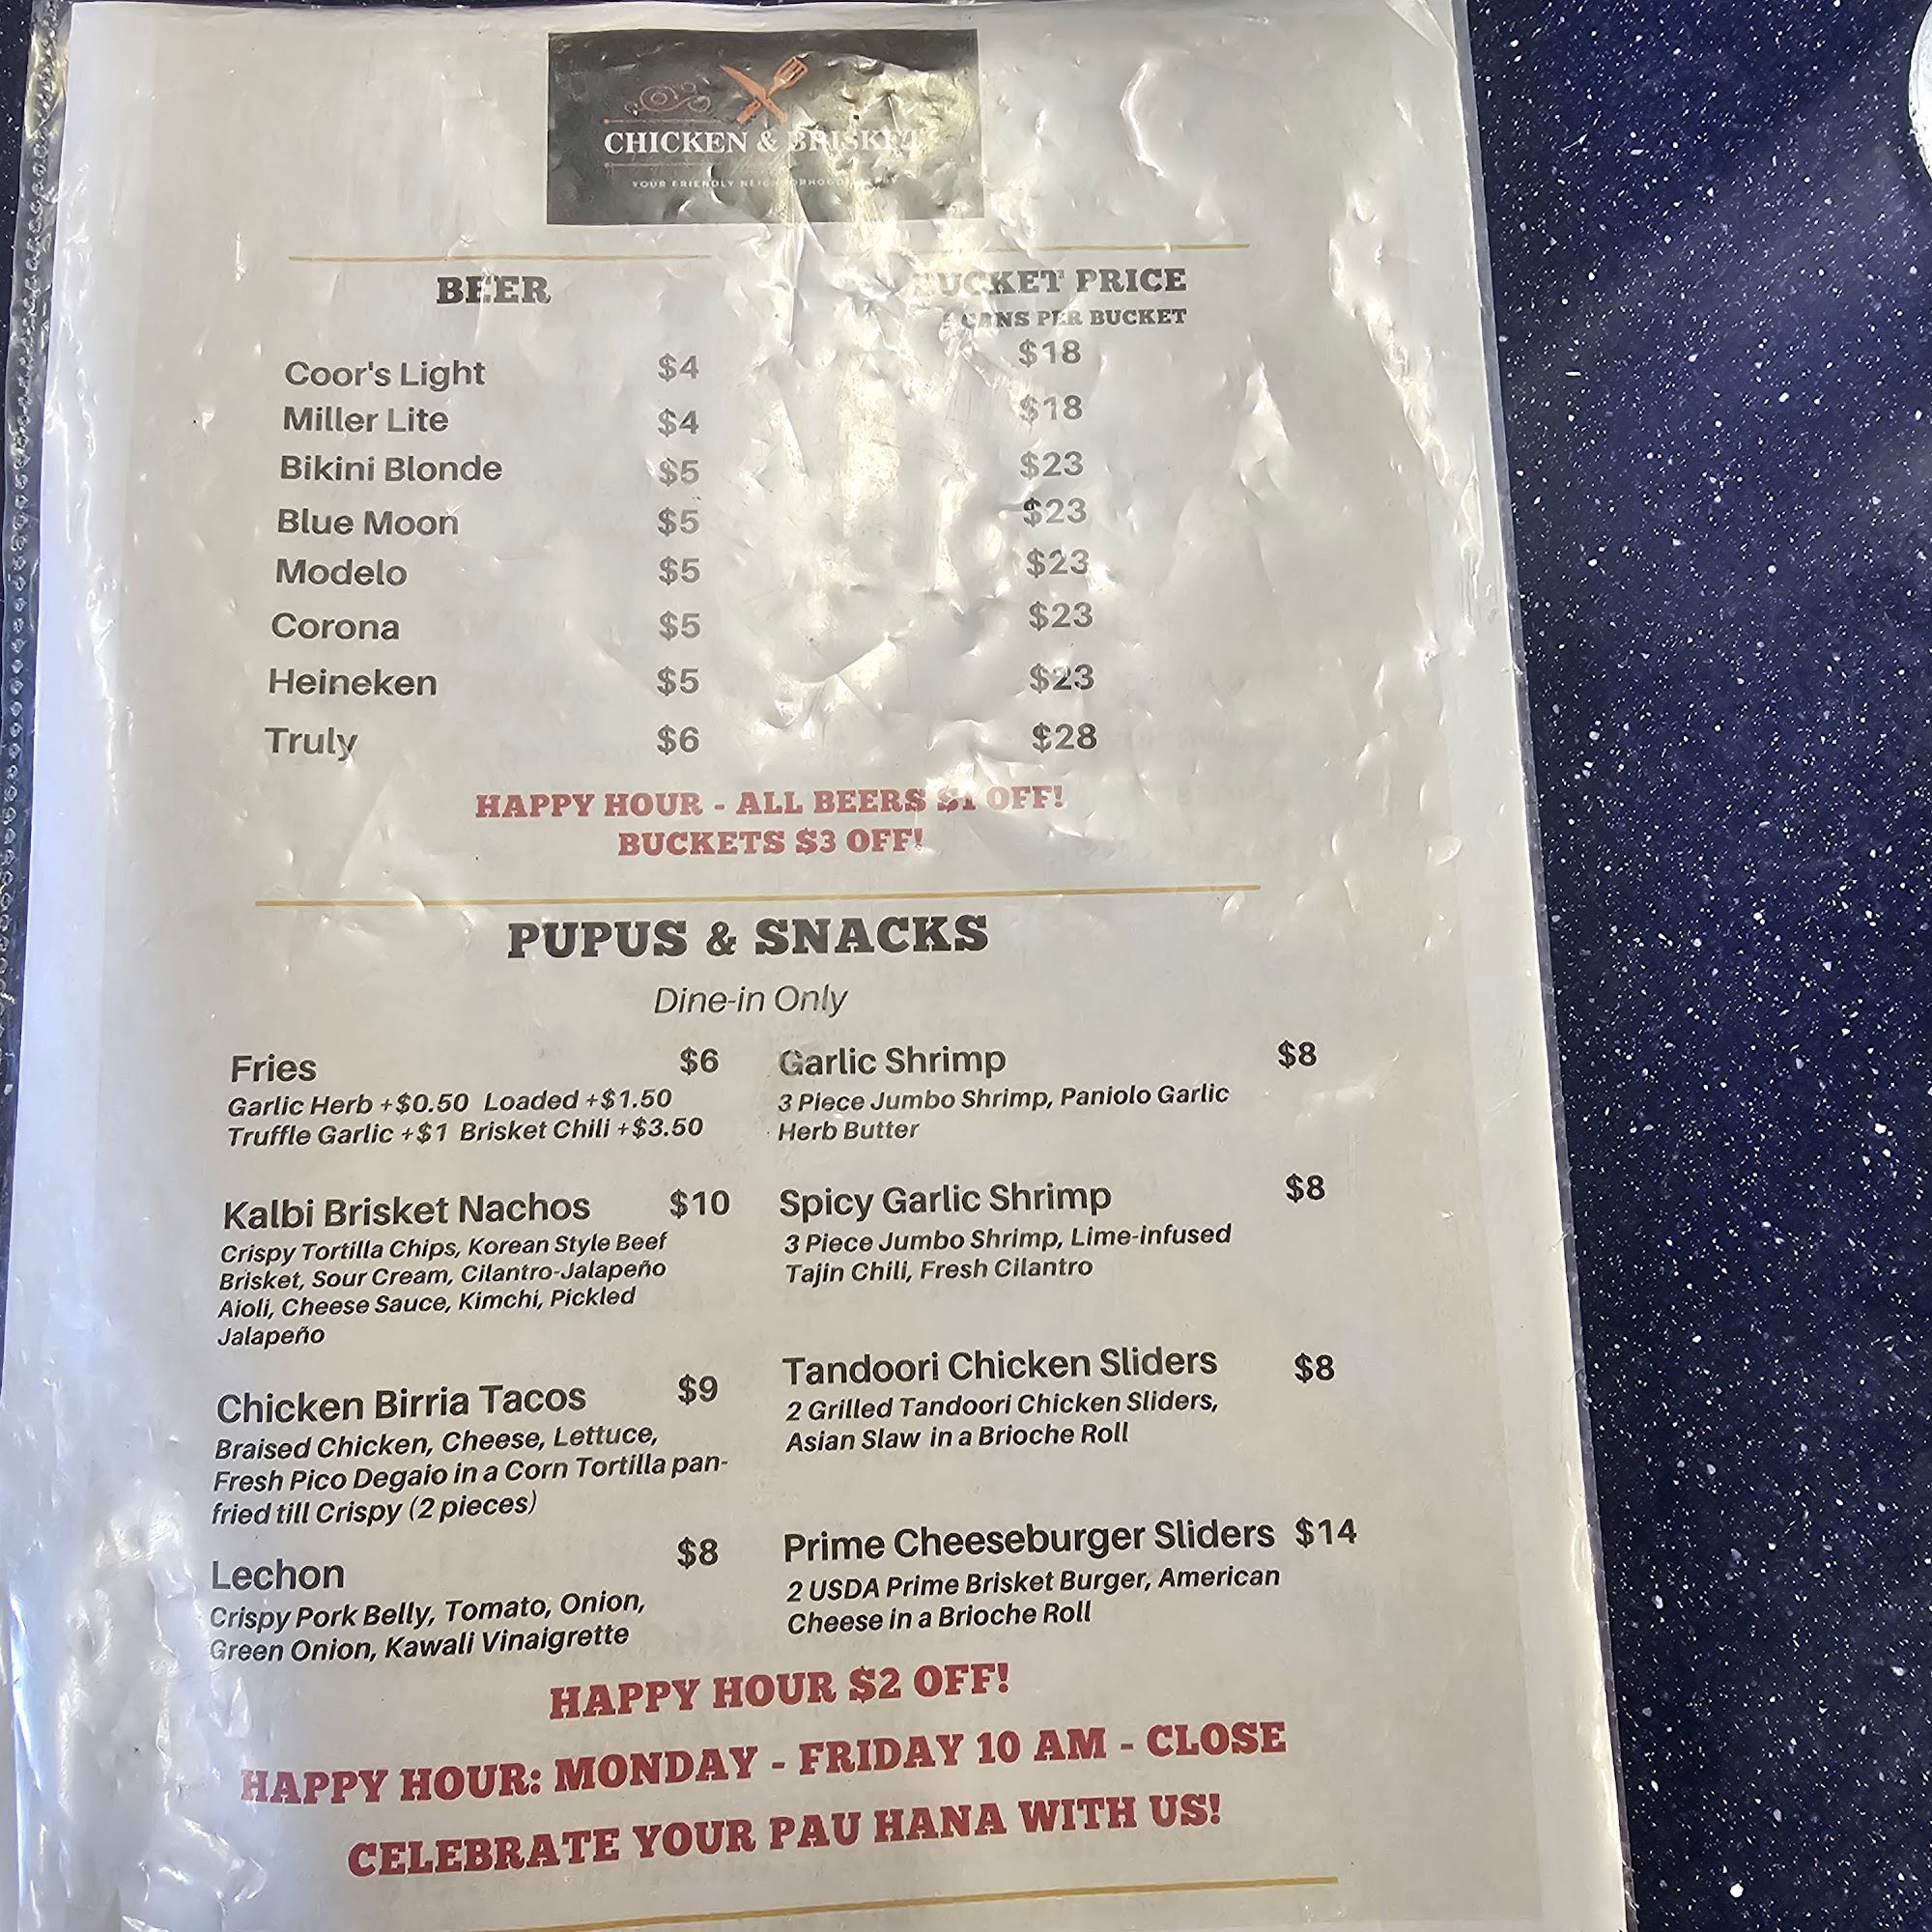 CHICKEN & BRISKET
YOUR FRIENDLY NEIGHBORHOOD
BEER
BUCKET PRICE
CANS PER BUCKET
Coor's Light $4 $18
Miller Lite $4 $18
Bikini Blonde $5 $23
Blue Moon $5 $23
Modelo $5 $23
Corona $5 $23
Heineken $5 $23
Truly $6 $28
HAPPY HOUR - ALL BEERS $1 OFF!
BUCKETS $3 OFF!
PUPUS & SNACKS
Dine-in Only
Fries $6
Garlic Herb +$0.50 Loaded +$1.50
Truffle Garlic +$1 Brisket Chili +$3.50
Kalbi Brisket Nachos $10
Crispy Tortilla Chips, Korean Style Beef
Brisket, Sour Cream, Cilantro-Jalapeño
Aioli, Cheese Sauce, Kimchi, Pickled
Jalapeño
Chicken Birria Tacos $9
Braised Chicken, Cheese, Lettuce,
Fresh Pico Degaio in a Corn Tortilla pan-
fried till Crispy (2 pieces)
Lechon $8
Crispy Pork Belly, Tomato, Onion,
Green Onion, Kawali Vinaigrette
Garlic Shrimp $8
3 Piece Jumbo Shrimp, Paniolo Garlic
Herb Butter
Spicy Garlic Shrimp $8
3 Piece Jumbo Shrimp, Lime-infused
Tajin Chili, Fresh Cilantro
Tandoori Chicken Sliders $8
2 Grilled Tandoori Chicken Sliders,
Asian Slaw in a Brioche Roll
Prime Cheeseburger Sliders $14
2 USDA Prime Brisket Burger, American
Cheese in a Brioche Roll
HAPPY HOUR $2 OFF!
HAPPY HOUR: MONDAY - FRIDAY 10 AM - CLOSE
CELEBRATE YOUR PAU HANA WITH US!